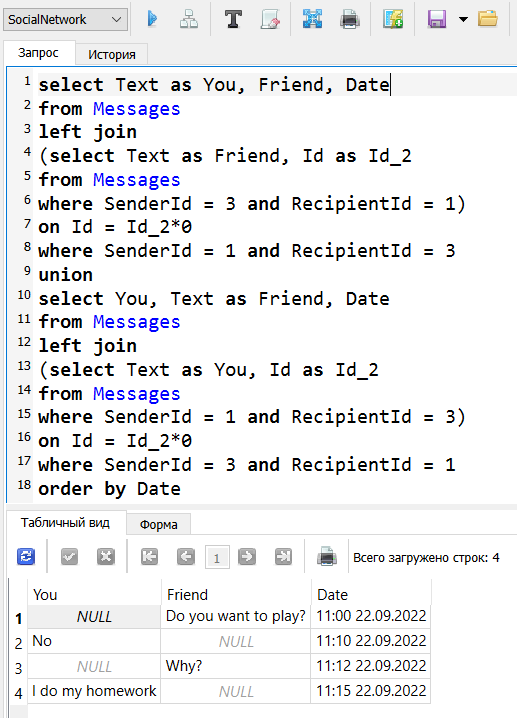 SocialNetwork
Запрос История
1 select Text as You, Friend, Date
2 from Messages
3 left join
4 (select Text as Friend, Id as Id_2
5 from Messages
6 where SenderId = 3 and RecipientId = 1)
7 on Id = Id_2*0
8 where SenderId = 1 and RecipientId = 3
9 union
10 select You, Text as Friend, Date
11 from Messages
12 left join
13 (select Text as You, Id as Id_2
14 from Messages
15 where SenderId = 1 and RecipientId = 3)
16 on Id = Id_2*0
17 where SenderId = 3 and RecipientId = 1
18 order by Date
Табличный вид Форма
1 Всего загружено строк: 4
You Friend Date
1 NULL Do you want to play? 11:00 22.09.2022
2 No NULL 11:10 22.09.2022
3 NULL Why? 11:12 22.09.2022
4 I do my homework NULL 11:15 22.09.2022